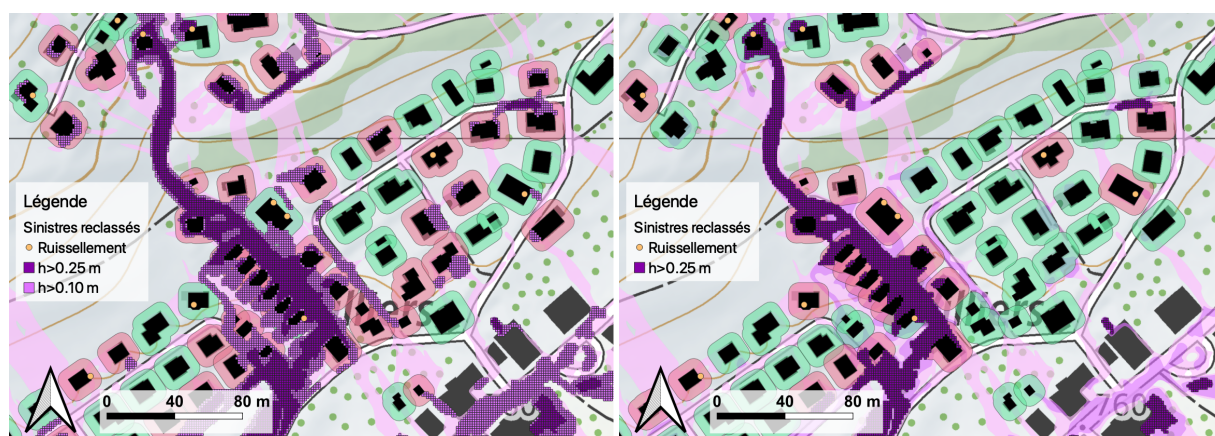 Légende
Sinistres reclassés
Ruissellement
h>0.25 m
h>0.10 m
0 40 80 m
Légende
Sinistres reclassés
Ruissellement
h>0.25 m
0 40 80 m
760